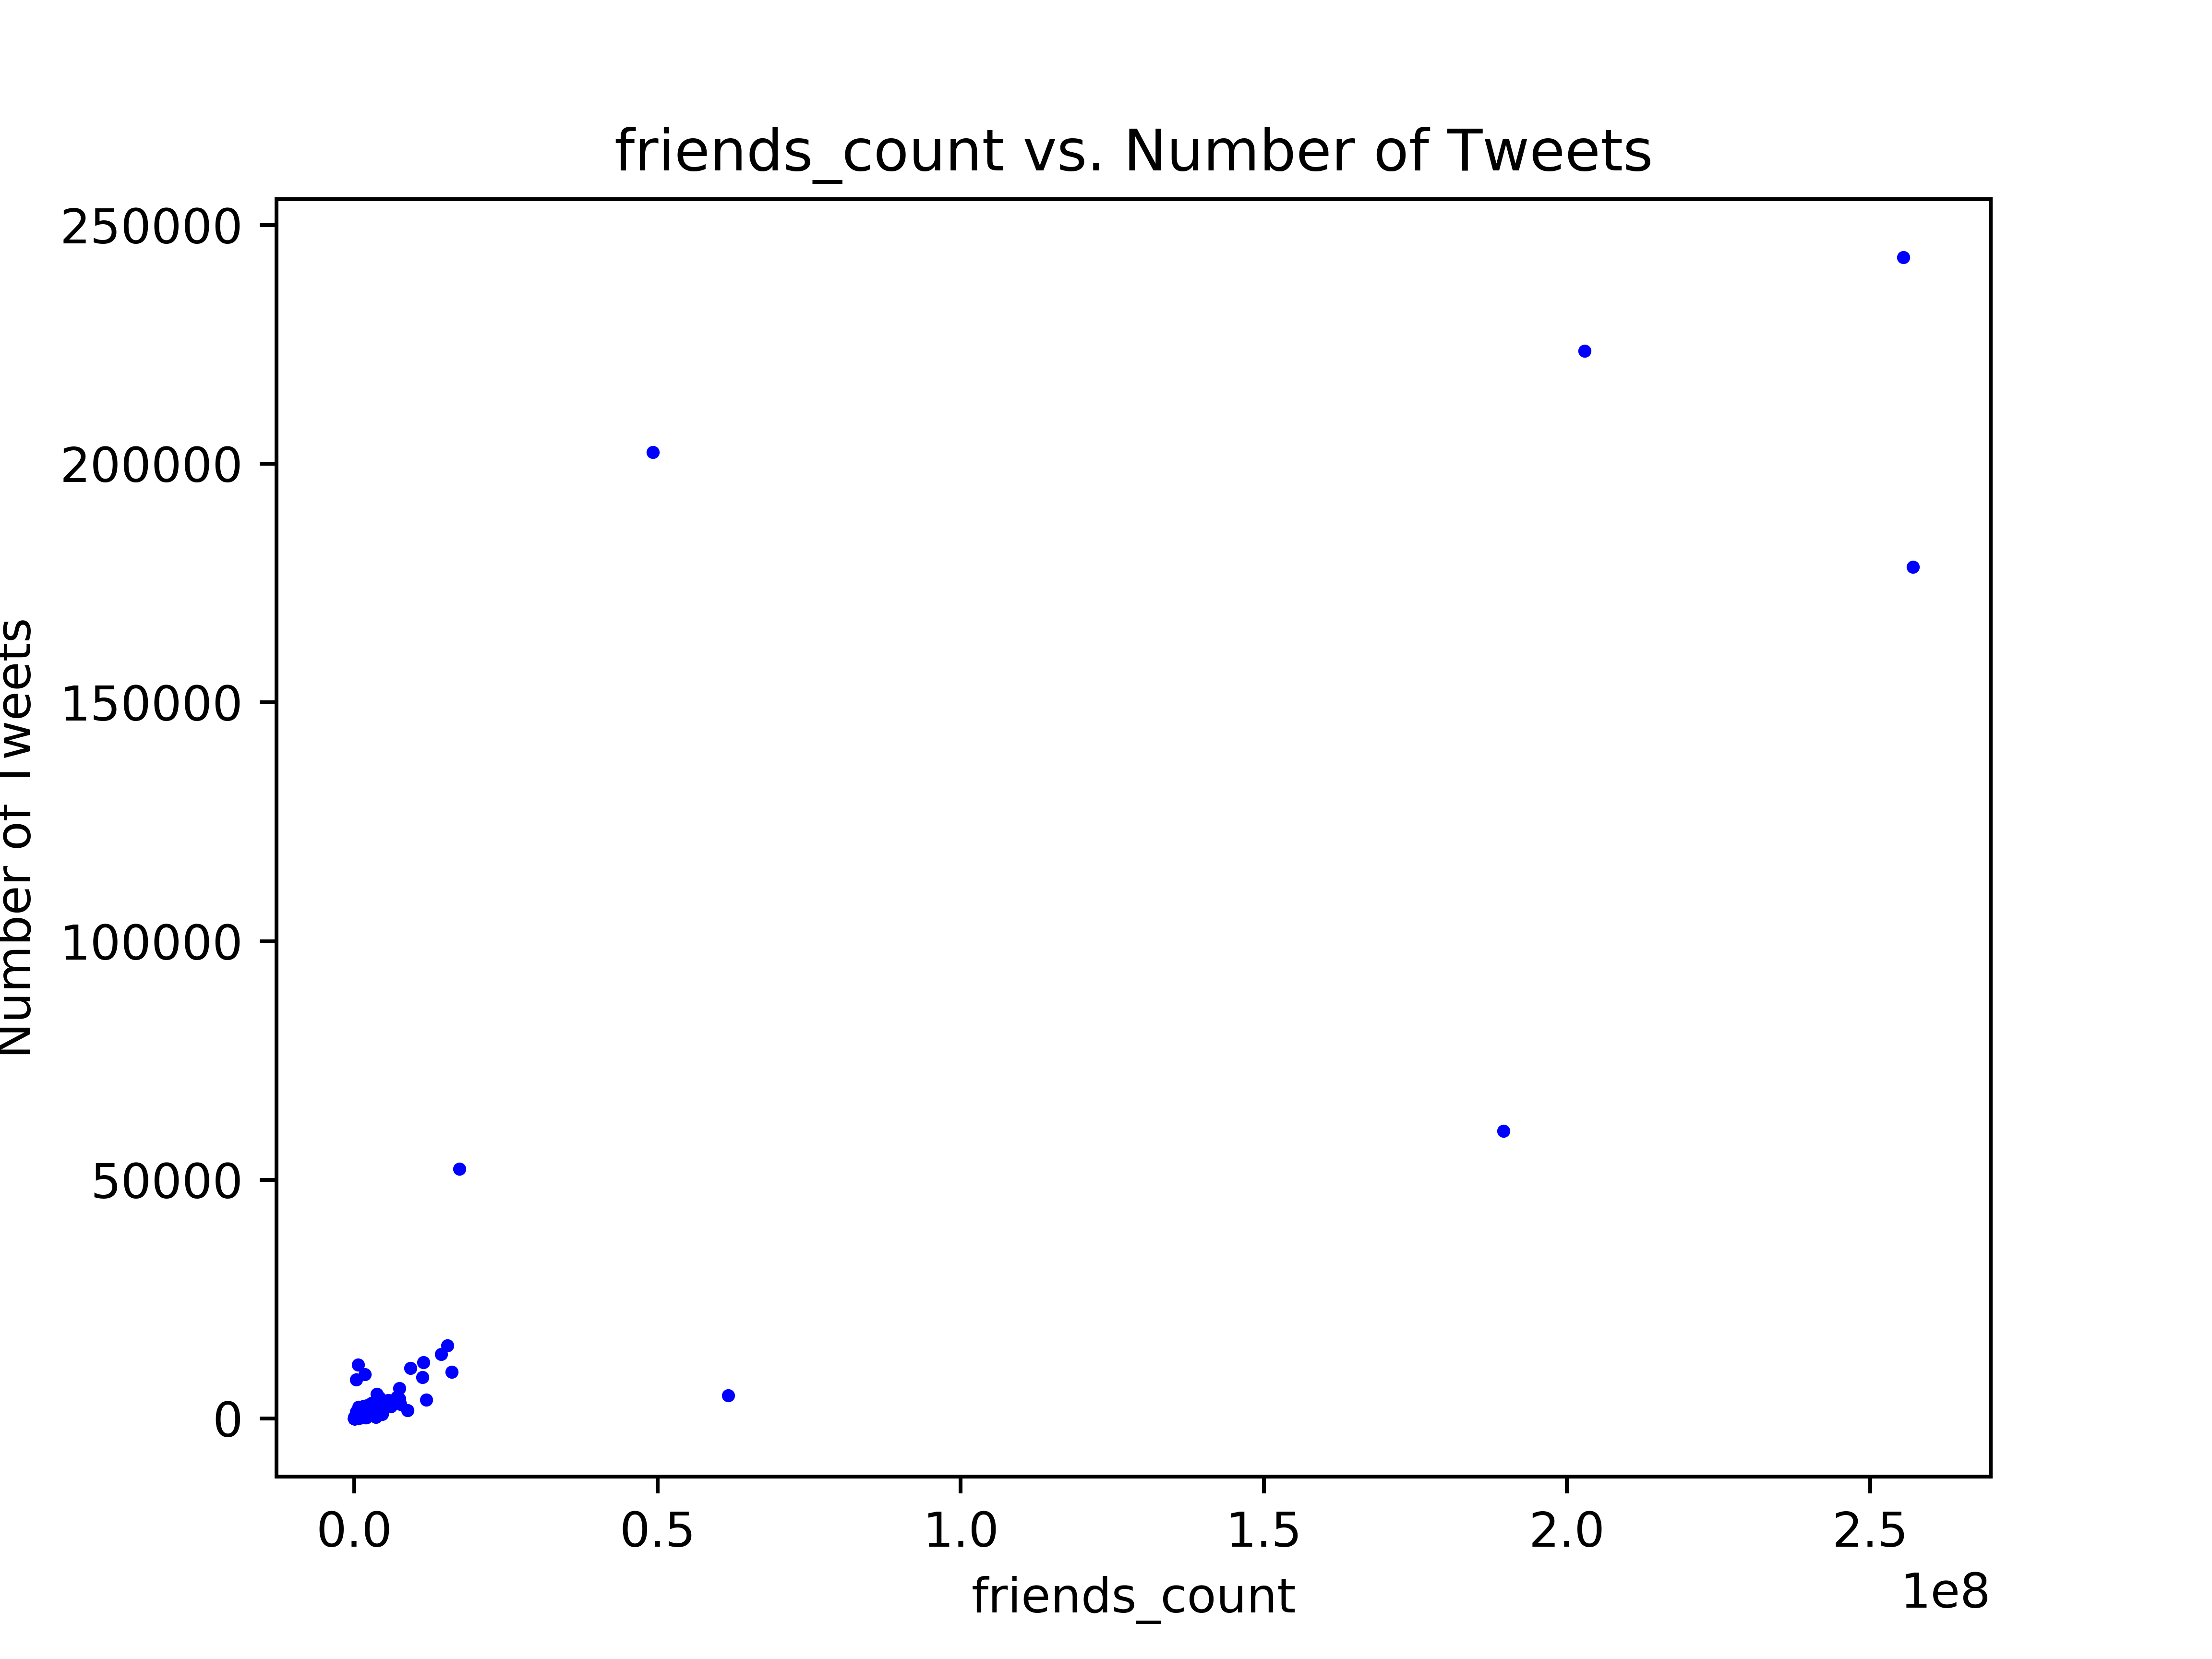 friends_count vs. Number of Tweets
Number of Tweets
250000
200000
150000
100000
50000
0
0.0 0.5 1.0 1.5 2.0 2.5
friends_count
1e8